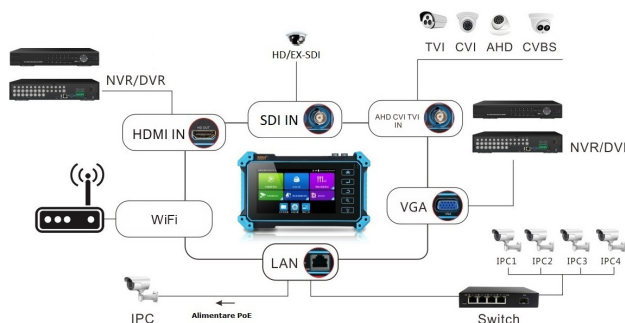 TVI CVI AHD CVBS
HD/EX-SDI
NVR/DVR
HDMI IN
SDI IN
AHD CVI TVI
IN
NVR/DVR
WiFi
VGA
LAN
IPC1 IPC2 IPC3 IPC4
IPC
Alimentare PoE
Switch